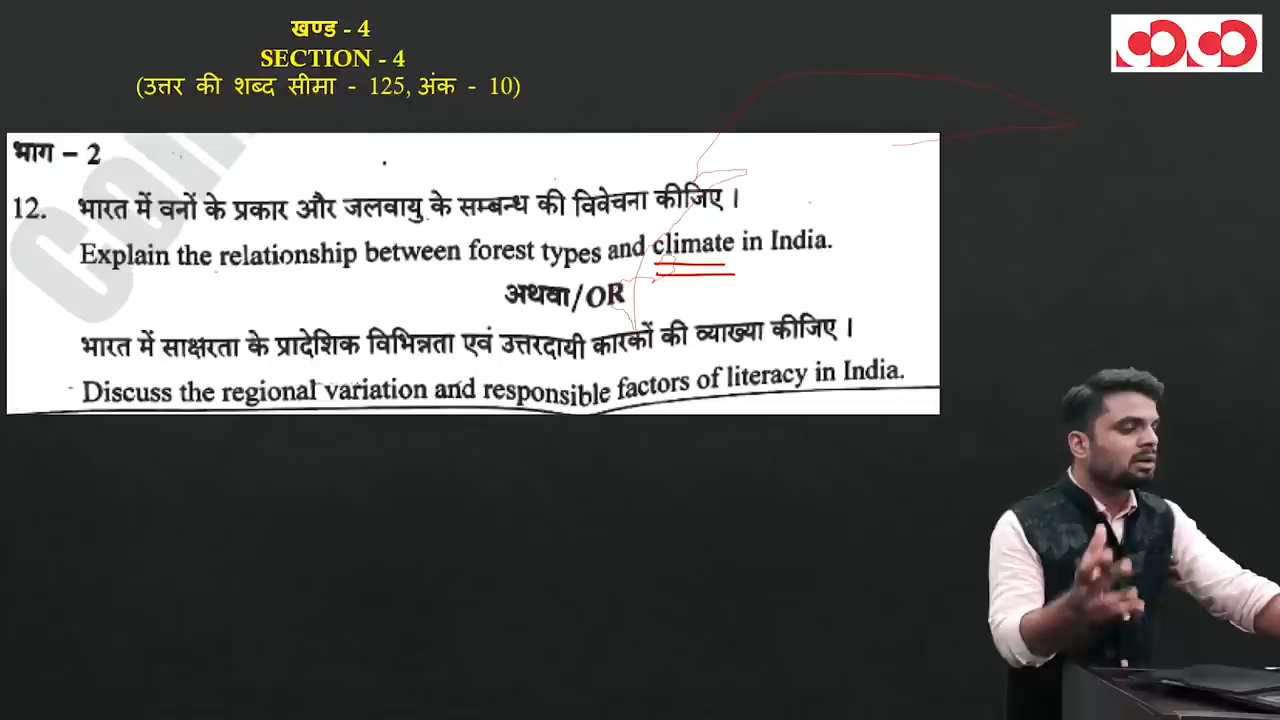 खण्ड - 4
SECTION - 4
(उत्तर की शब्द सीमा - 125, अंक - 10)
भाग – 2
12. भारत में वनों के प्रकार और जलवायु के सम्बन्ध की विवेचना कीजिए ।
Explain the relationship between forest types and climate in India.
अथवा/OR
भारत में साक्षरता के प्रादेशिक विभिन्नता एवं उत्तरदायी कारकों की व्याख्या कीजिए ।
Discuss the regional variation and responsible factors of literacy in India.